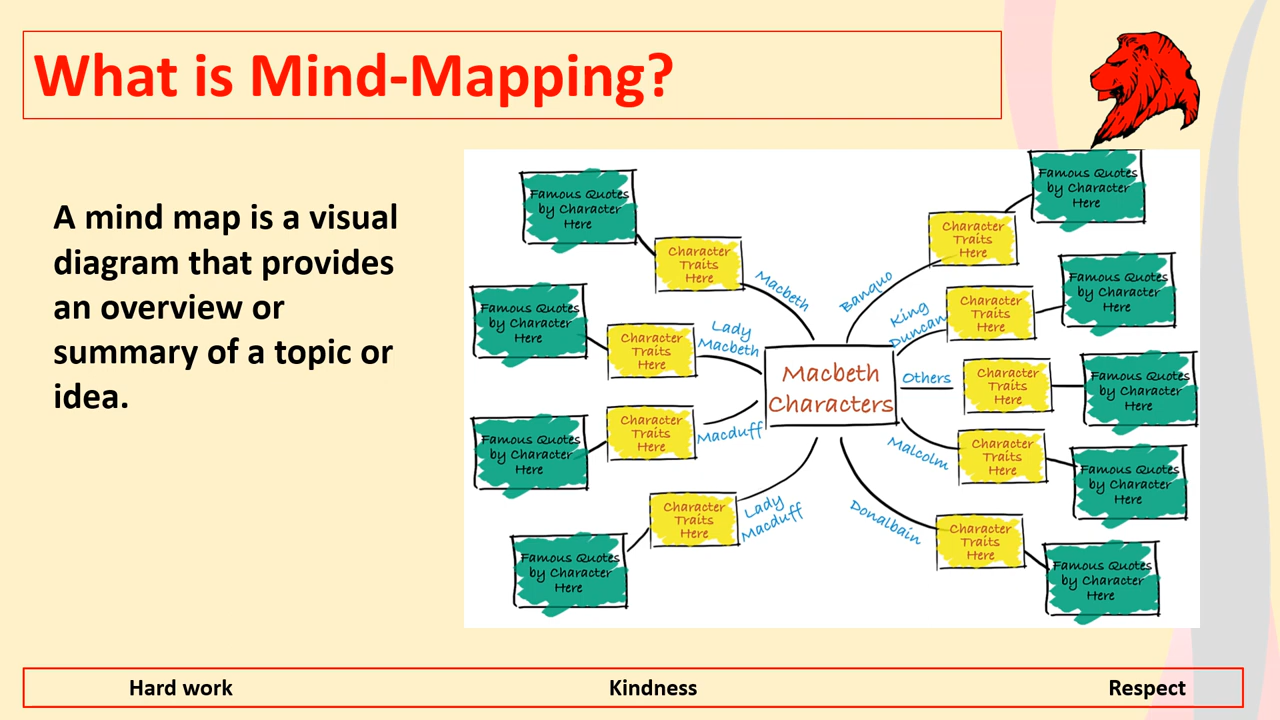 What is Mind-Mapping?
A mind map is a visual
diagram that provides
an overview or
summary of a topic or
idea.
Macbeth
Characters
Macbeth
Character
Traits
Here
Famous Quotes
by Character
Here
Lady
Macbeth
Character
Traits
Here
Famous Quotes
by Character
Here
Macduff
Character
Traits
Here
Famous Quotes
by Character
Here
Lady
Macduff
Character
Traits
Here
Famous Quotes
by Character
Here
Banquo
Character
Traits
Here
Famous Quotes
by Character
Here
King
Duncan
Character
Traits
Here
Famous Quotes
by Character
Here
Others
Character
Traits
Here
Famous Quotes
by Character
Here
Malcolm
Character
Traits
Here
Famous Quotes
by Character
Here
Donalbain
Character
Traits
Here
Famous Quotes
by Character
Here
Hard work
Kindness
Respect